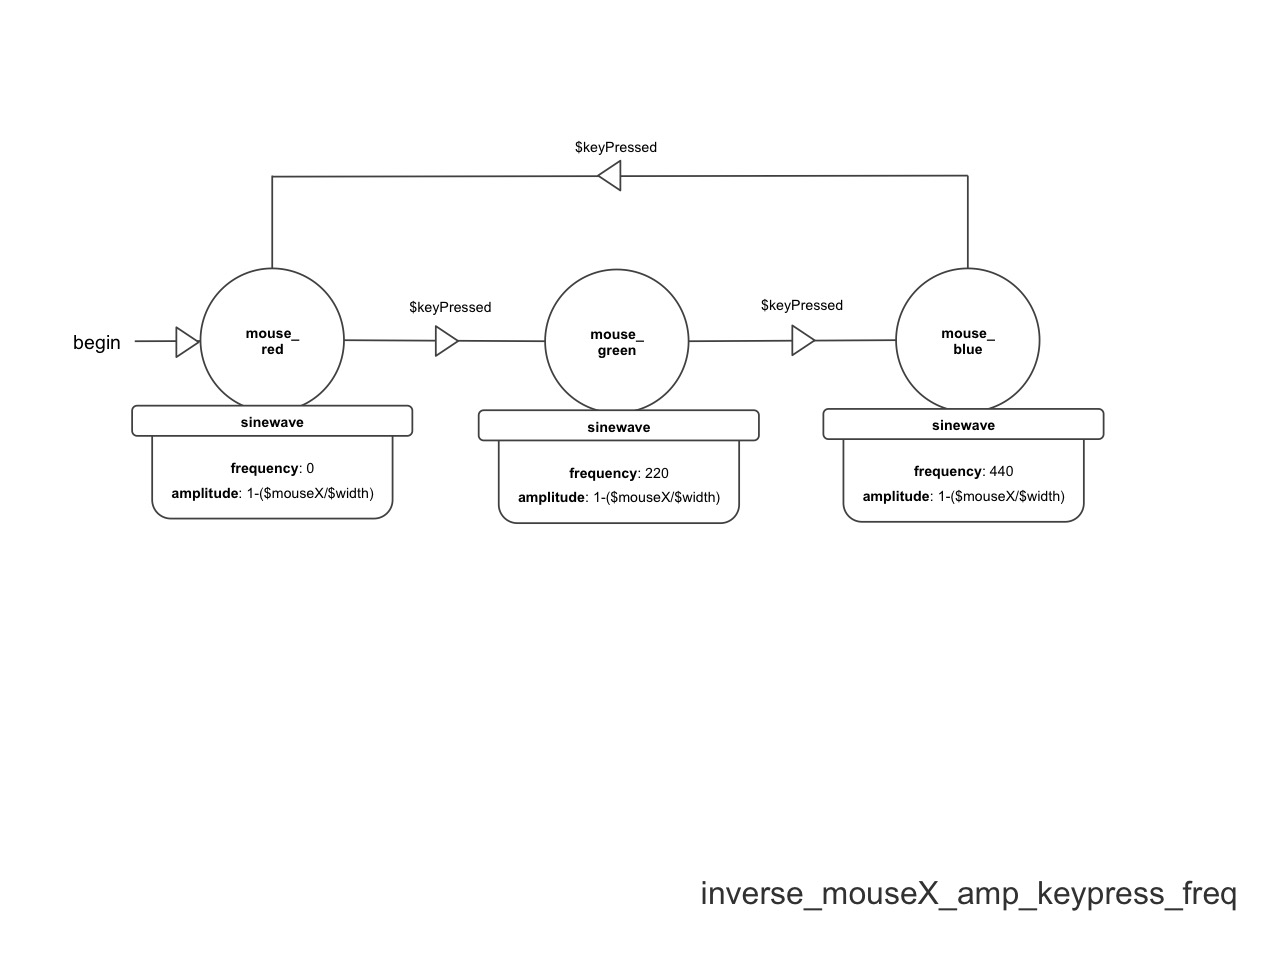 $keyPressed
begin
mouse_
red
$keyPressed
mouse_
green
$keyPressed
mouse_
blue
sinewave
frequency: 0
amplitude: 1-($mouseX/$width)
sinewave
frequency: 220
amplitude: 1-($mouseX/$width)
sinewave
frequency: 440
amplitude: 1-($mouseX/$width)
inverse_mouseX_amp_keypress_freq